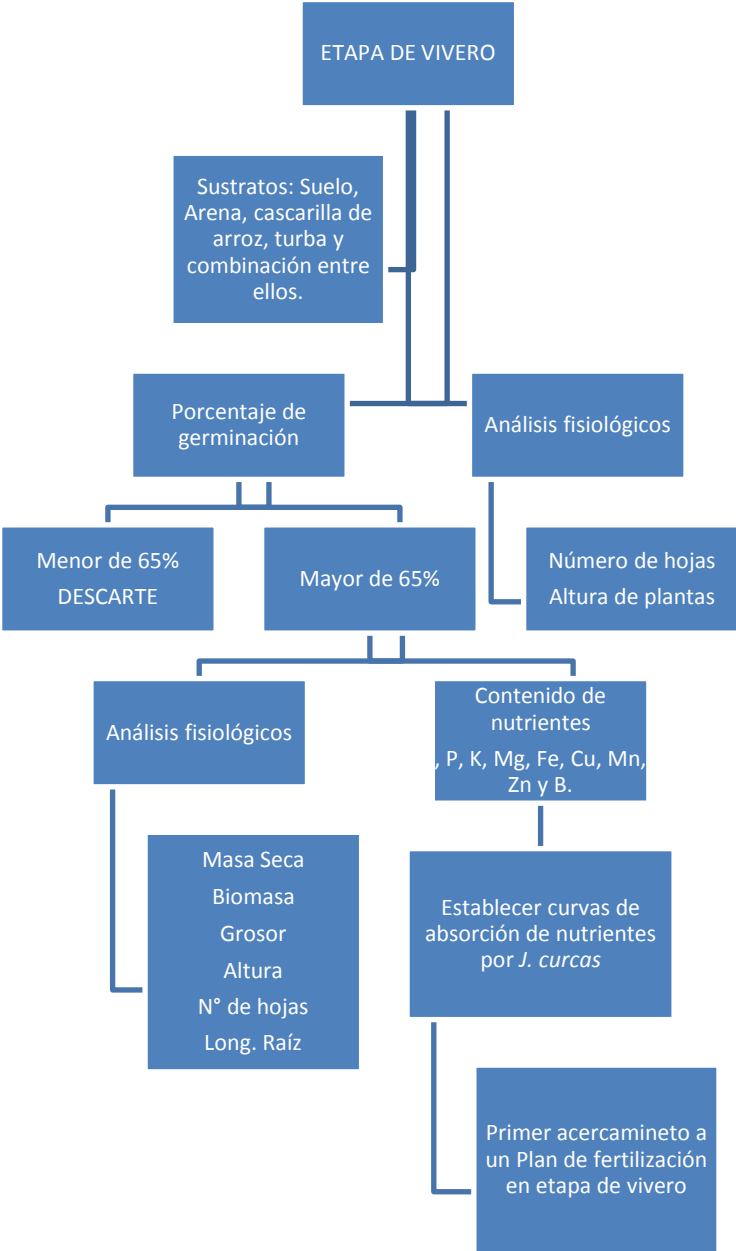 ETAPA DE VIVERO
Sustratos: Suelo,
Arena, cascarilla de
arroz, turba y
combinación entre
ellos.
Porcentaje de
germinación
Análisis fisiológicos
Menor de 65%
DESCARTE
Mayor de 65%
Número de hojas
Altura de plantas
Análisis fisiológicos
Contenido de
nutrientes
, P, K, Mg, Fe, Cu, Mn,
Zn y B.
Masa Seca
Biomasa
Grosor
Altura
N° de hojas
Long. Raíz
Establecer curvas de
absorción de nutrientes
por J. curcas
Primer acercamineto a
un Plan de fertilización
en etapa de vivero